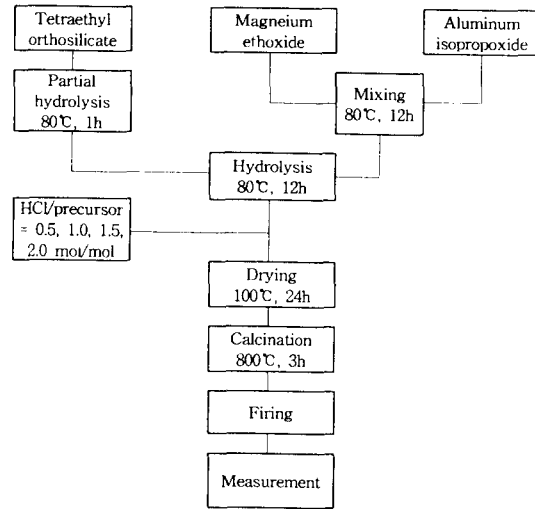 Tetraethyl
orthosilicate
Magneium
ethoxide
Aluminum
isopropoxide
Partial
hydrolysis
80℃, 1h
Mixing
80℃, 12h
Hydrolysis
80℃, 12h
HCl/precursor
= 0.5, 1.0, 1.5,
2.0 mol/mol
Drying
100℃, 24h
Calcination
800℃, 3h
Firing
Measurement